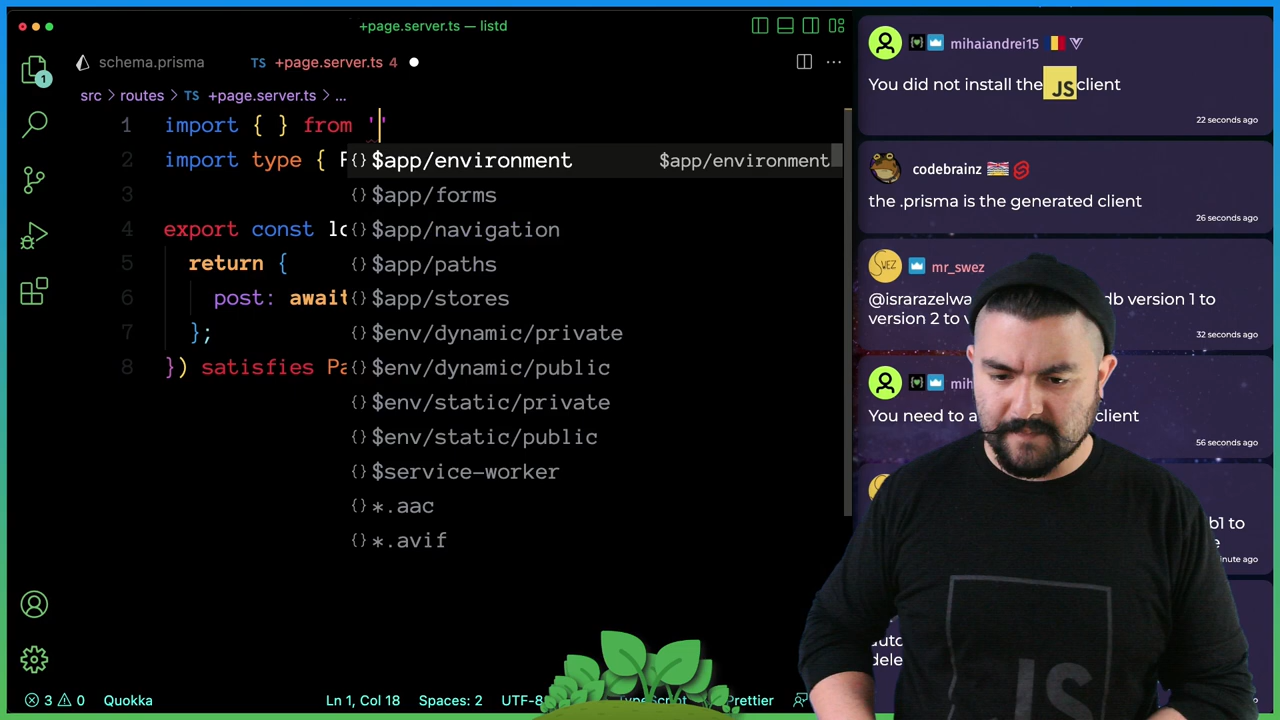 +page.server.ts — listd
schema.prisma TS +page.server.ts 4
src > routes > TS +page.server.ts > ...
1 import { } from ''
2 import type {
3
4 export const
5 return {
6 post: await
7 };
8 }) satisfies
$app/environment $app/environment
$app/forms
$app/navigation
$app/paths
$app/stores
$env/dynamic/private
$env/dynamic/public
$env/static/private
$env/static/public
$service-worker
*.aac
*.avif
1
3 0 Quokka Ln 1, Col 18 Spaces: 2 Prettier
mihaiandrei15
You did not install the JS client
22 seconds ago
codebrainz
the .prisma is the generated client
26 seconds ago
SWEZ
mr_swez
db version 1 to
version 2 to
32 seconds ago
You need to
client
56 seconds ago
b1 to
ago
JS